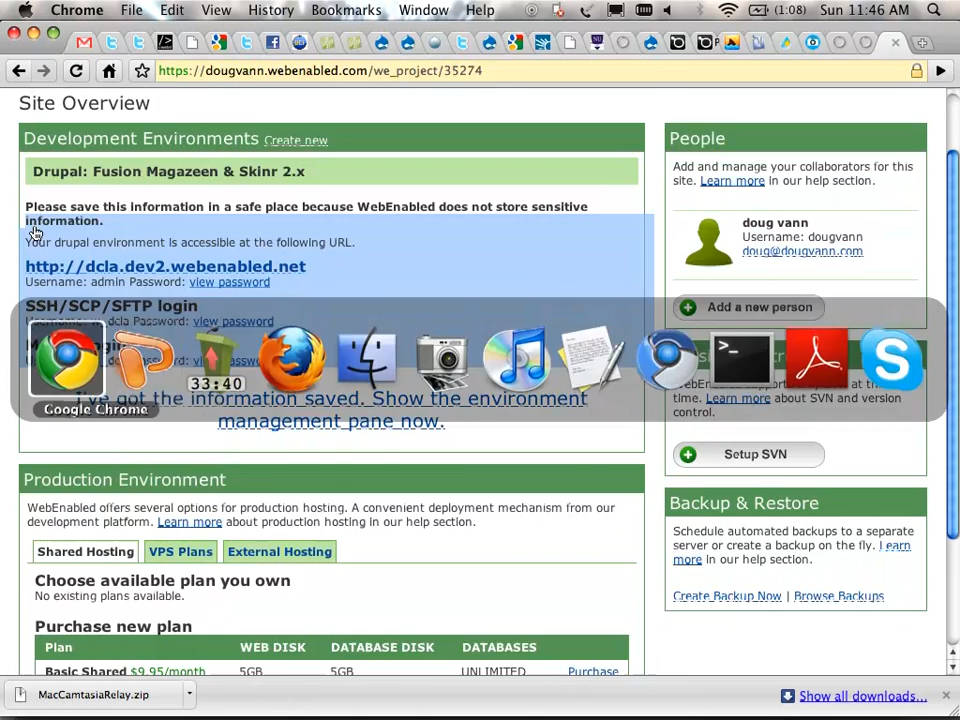 Chrome File Edit View History Bookmarks Window Help (1:08) Sun 11:46 AM
https://dougvann.webenabled.com/we_project/35274
Site Overview
Development Environments Create new
Drupal: Fusion Magazeen & Skinr 2.x
Please save this information in a safe place because WebEnabled does not store sensitive
information.
Your drupal environment is accessible at the following URL.
http://dcla.dev2.webenabled.net
Username: admin Password: view password
SSH/SCP/SFTP login
dcla Password: view password
33:40
Google Chrome
I've got the information saved. Show the environment
management pane now.
Production Environment
WebEnabled offers several options for production hosting. A convenient deployment mechanism from our
development platform. Learn more about production hosting in our help section.
Shared Hosting VPS Plans External Hosting
Choose available plan you own
No existing plans available.
Purchase new plan
Plan WEB DISK DATABASE DISK DATABASES
Basic Shared $9.95/month 5GB 5GB UNLIMITED Purchase
People
Add and manage your collaborators for this
site. Learn more in our help section.
doug vann
Username: dougvann
doug@dougvann.com
Add a new person
time. Learn more about SVN and version
control.
Setup SVN
Backup & Restore
Schedule automated backups to a separate
server or create a backup on the fly. Learn
more in our help section.
Create Backup Now | Browse Backups
MacCamtasiaRelay.zip
Show all downloads...